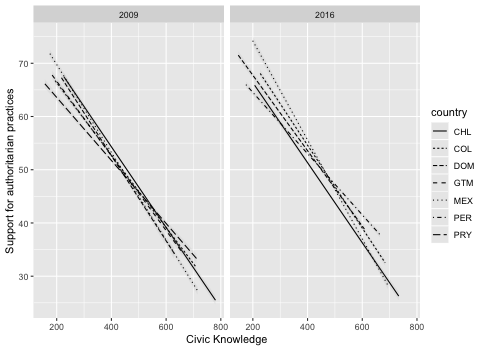 2009 2016
Support for authoritarian practices
70
60
50
40
30
200 400 600 800 200 400 600 800
Civic Knowledge
country
CHL
COL
DOM
GTM
MEX
PER
PRY